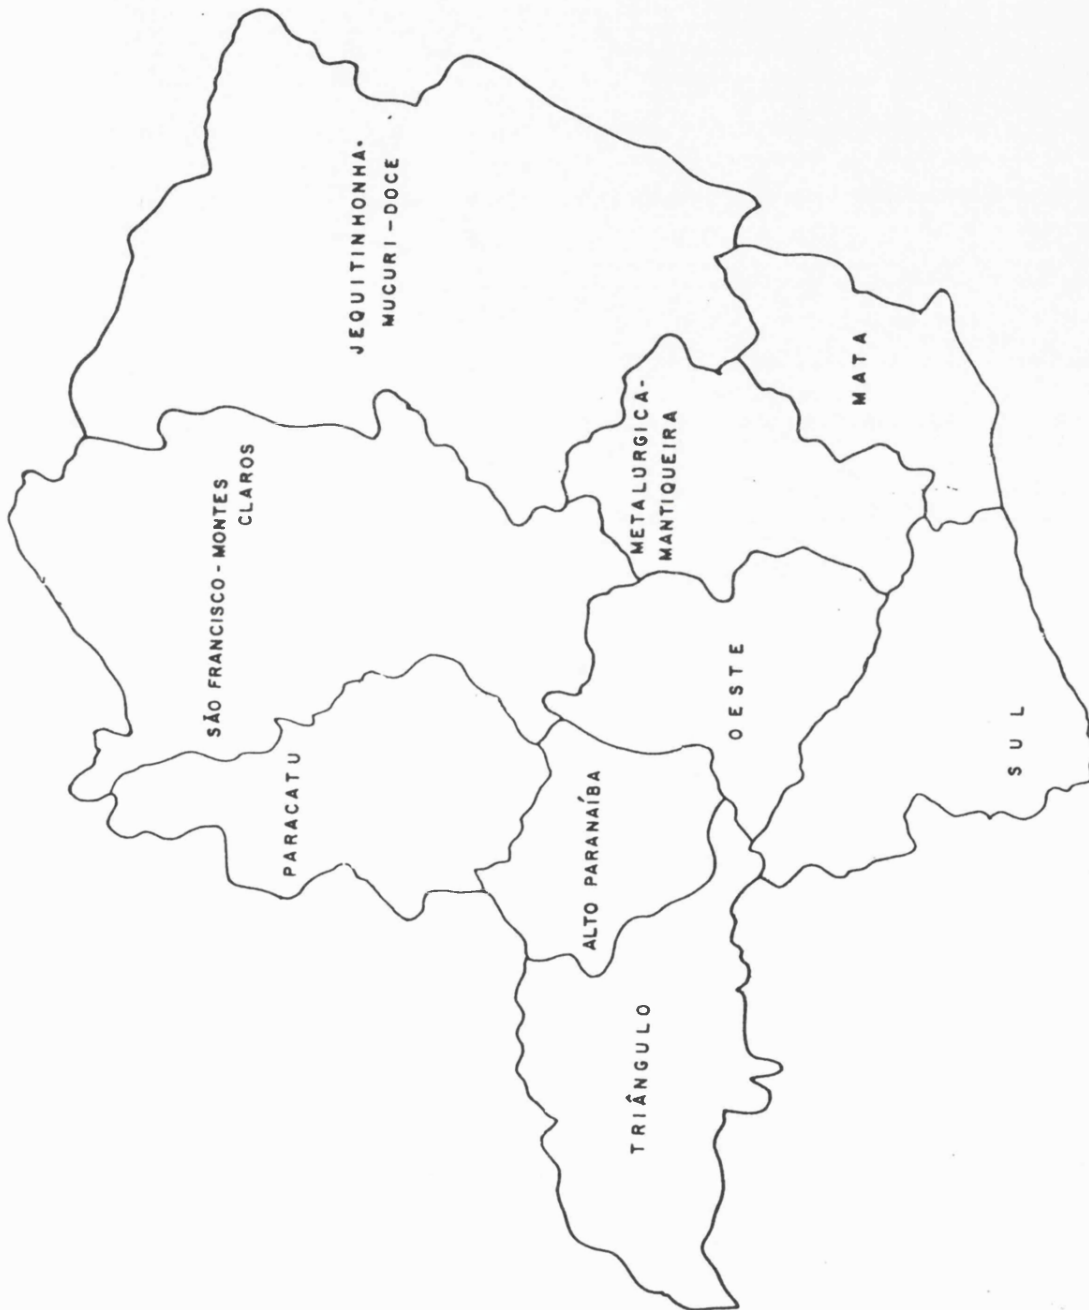 JEQUITINHONHA-
MUCURI-DOCE
SÃO FRANCISCO-MONTES
CLAROS
PARACATU
METALURGICA-
MANTIQUEIRA
MATA
ALTO PARANAÍBA
OESTE
TRIÂNGULO
SUL